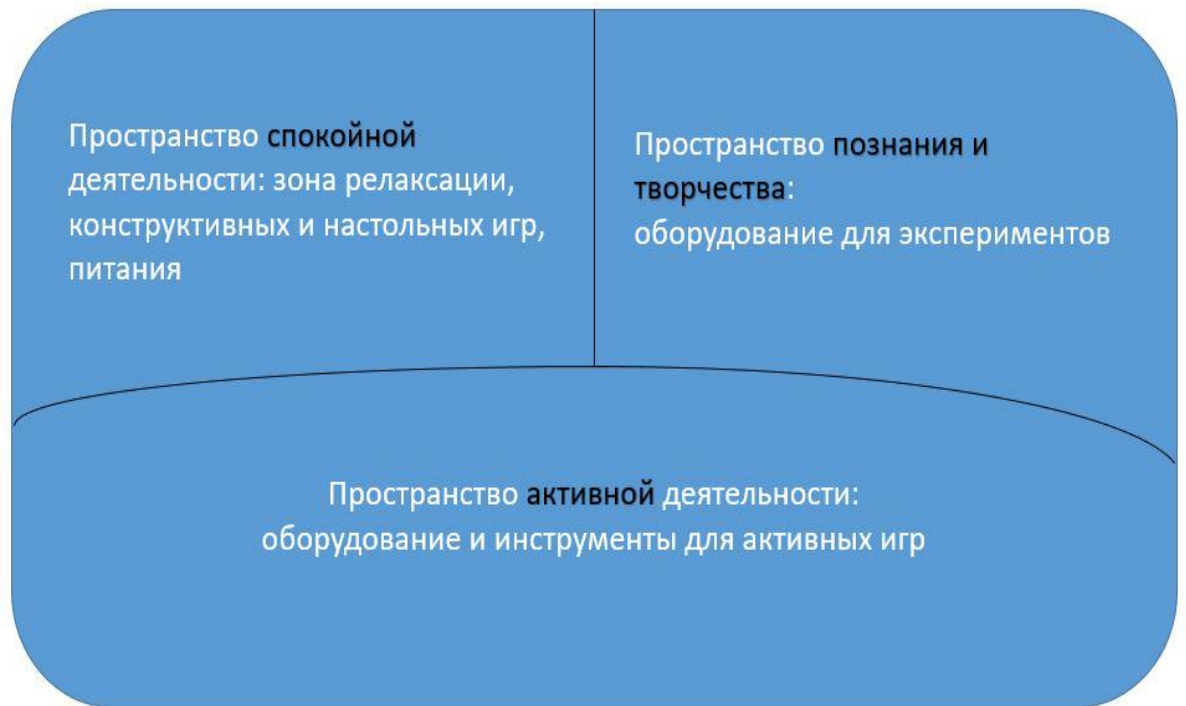 Пространство спокойной
деятельности: зона релаксации,
конструктивных и настольных игр,
питания
Пространство познания и
творчества:
оборудование для экспериментов
Пространство активной деятельности:
оборудование и инструменты для активных игр